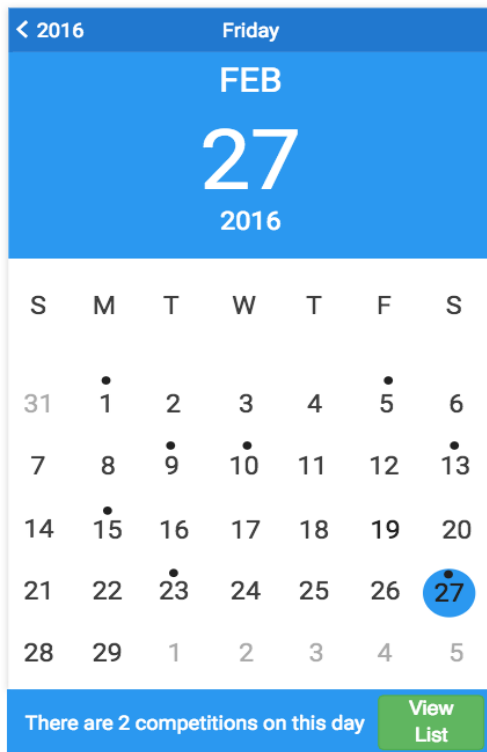 < 2016 Friday
FEB
27
2016
S M T W T F S
31 1 2 3 4 5 6
7 8 9 10 11 12 13
14 15 16 17 18 19 20
21 22 23 24 25 26 27
28 29 1 2 3 4 5
There are 2 competitions on this day
View
List